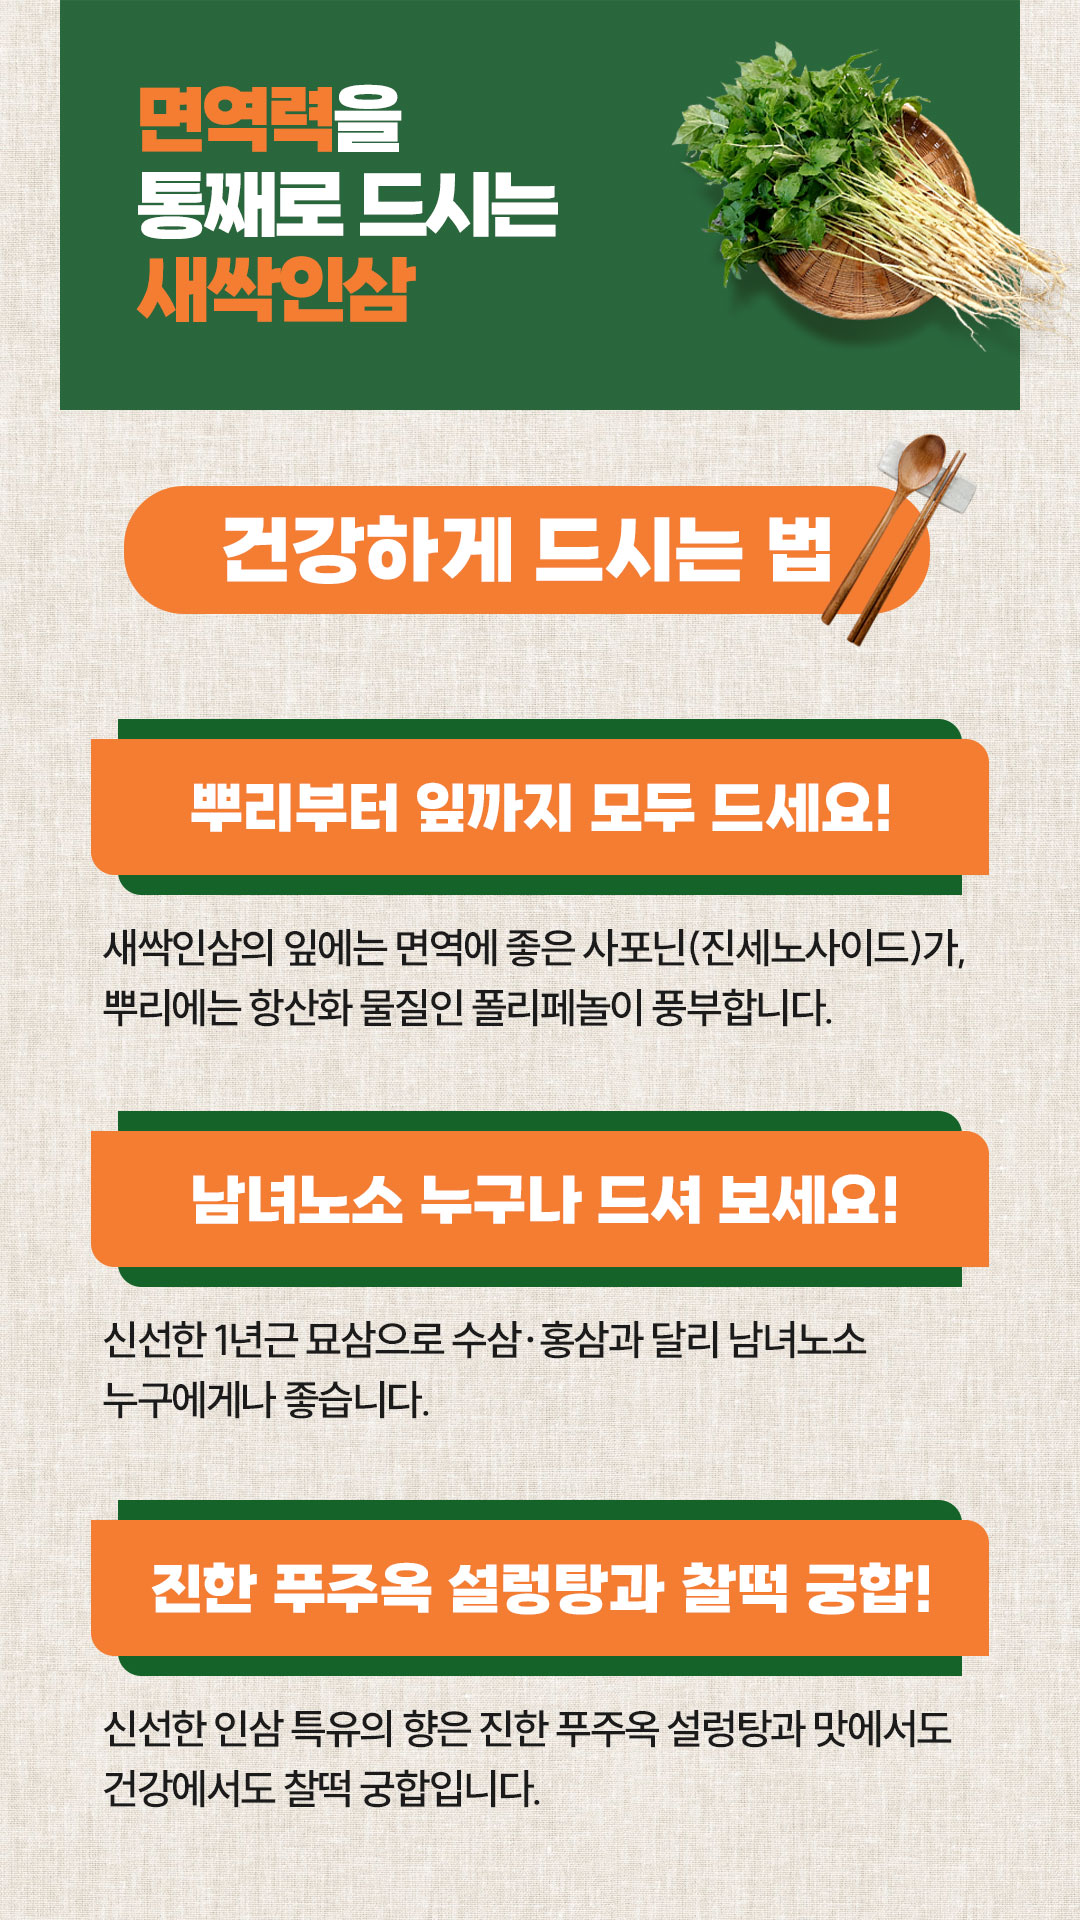 면역력을
통째로 드시는
새싹인삼
건강하게 드시는 법
뿌리부터 잎까지 모두 드세요!
새싹인삼의 잎에는 면역에 좋은 사포닌(진세노사이드)가,
뿌리에는 항산화 물질인 폴리페놀이 풍부합니다.
남녀노소 누구나 드셔 보세요!
신선한 1년근 묘삼으로 수삼·홍삼과 달리 남녀노소
누구에게나 좋습니다.
진한 푸주옥 설렁탕과 찰떡 궁합!
신선한 인삼 특유의 향은 진한 푸주옥 설렁탕과 맛에서도
건강에서도 찰떡 궁합입니다.